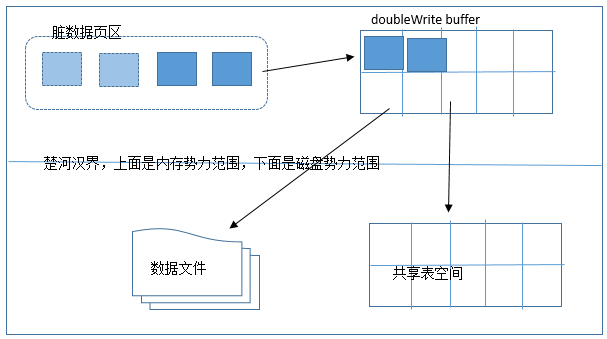 脏数据页区
doubleWrite buffer
楚河汉界，上面是内存势力范围，下面是磁盘势力范围
数据文件
共享表空间